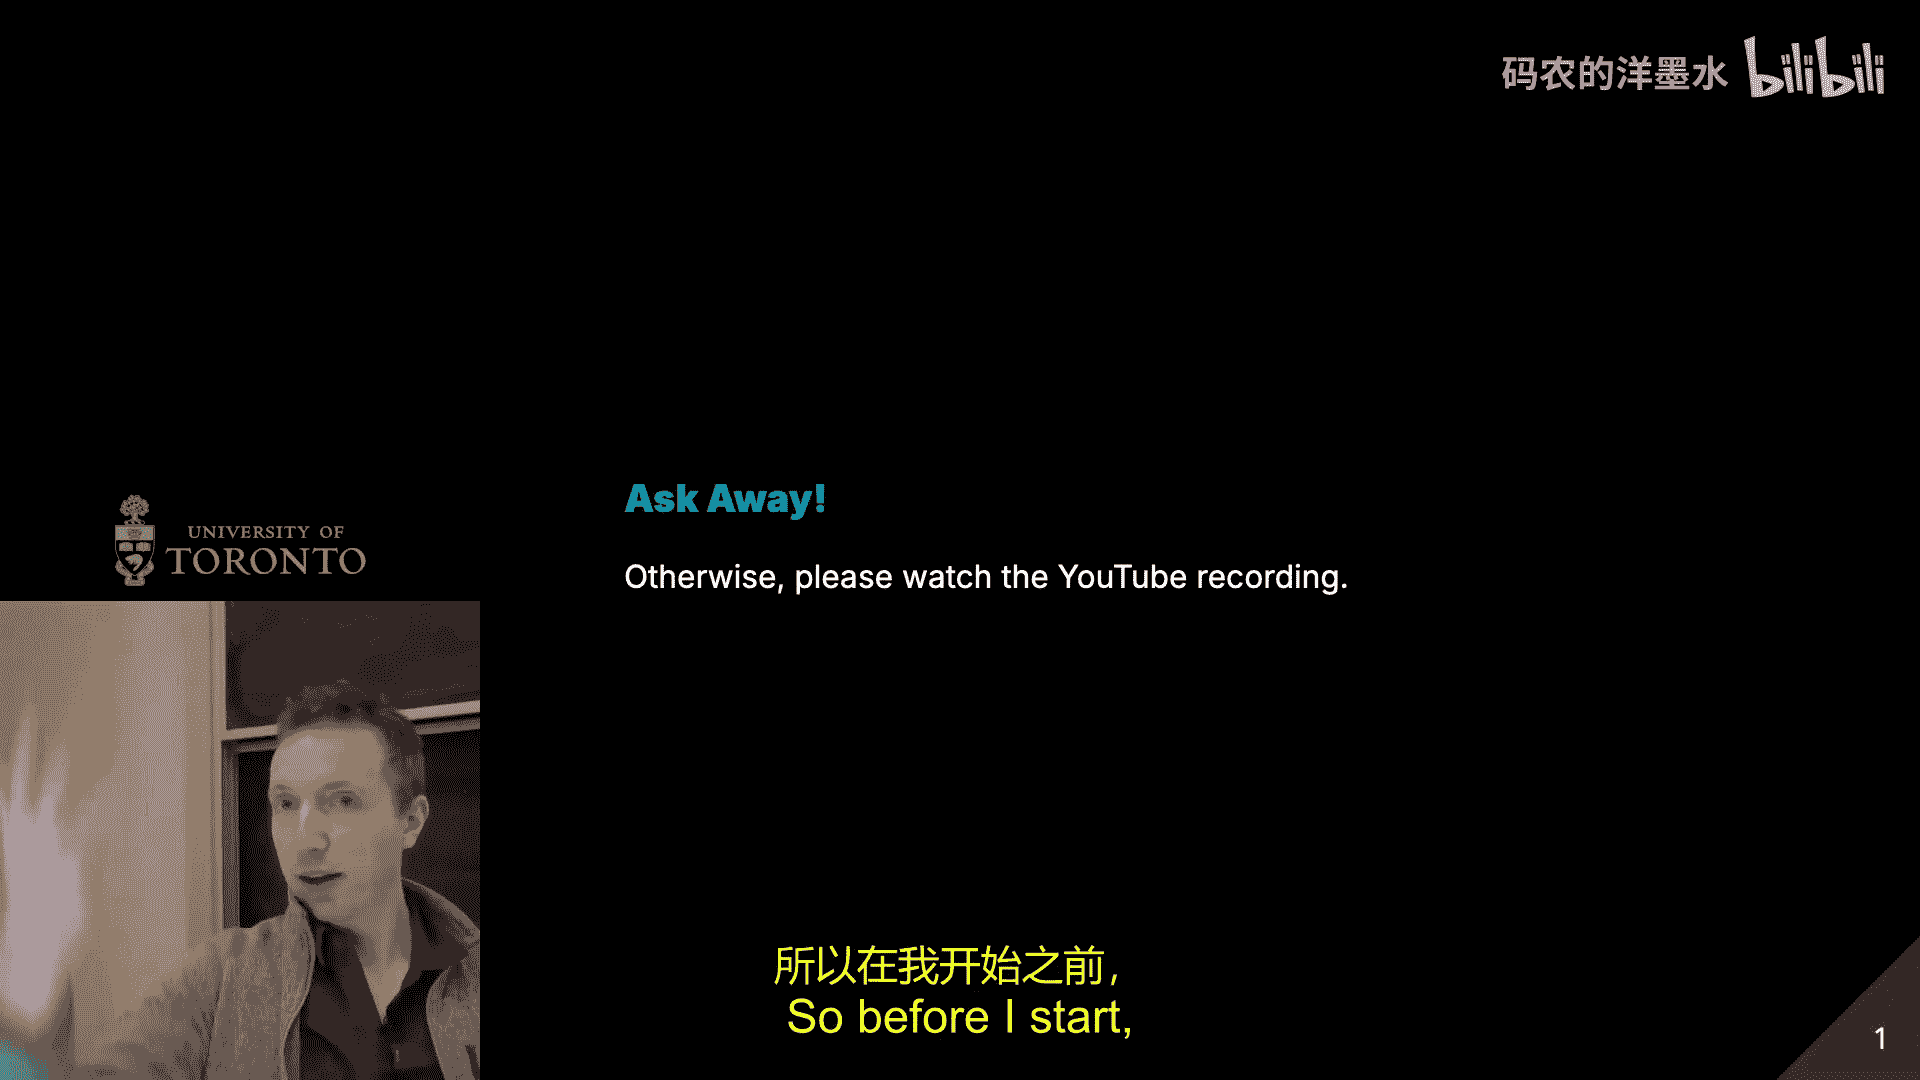 码农的洋墨水 bilibili
Ask Away!
UNIVERSITY OF
TORONTO
Otherwise, please watch the YouTube recording.
所以在我开始之前，
So before I start,
1